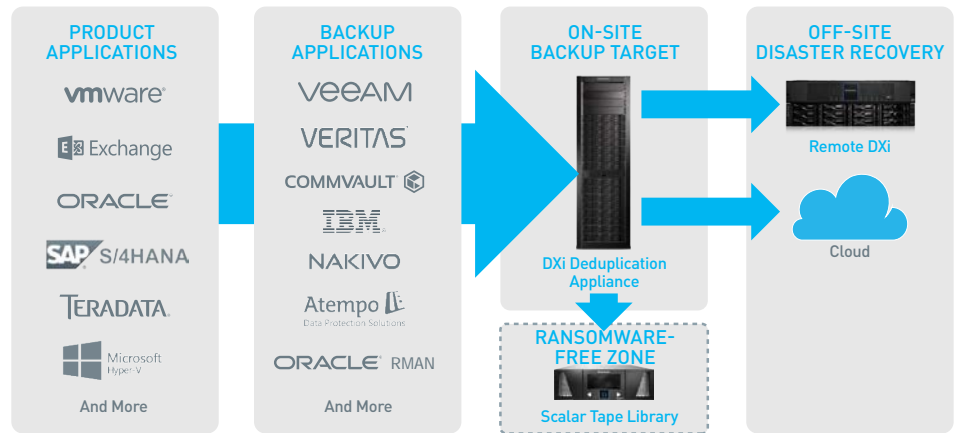 PRODUCT
APPLICATIONS
vmware®
Exchange
ORACLE™
SAP S/4HANA
TERADATA.
Microsoft
Hyper-V
And More
BACKUP
APPLICATIONS
veeAM
VERITAS
COMMVAULT
IBM®
NAKIVO
Atempo
Data Protection Solutions
ORACLE® RMAN
And More
ON-SITE
BACKUP TARGET
DXi Deduplication
Appliance
RANSOMWARE-
FREE ZONE
Scalar Tape Library
OFF-SITE
DISASTER RECOVERY
Remote DXi
Cloud